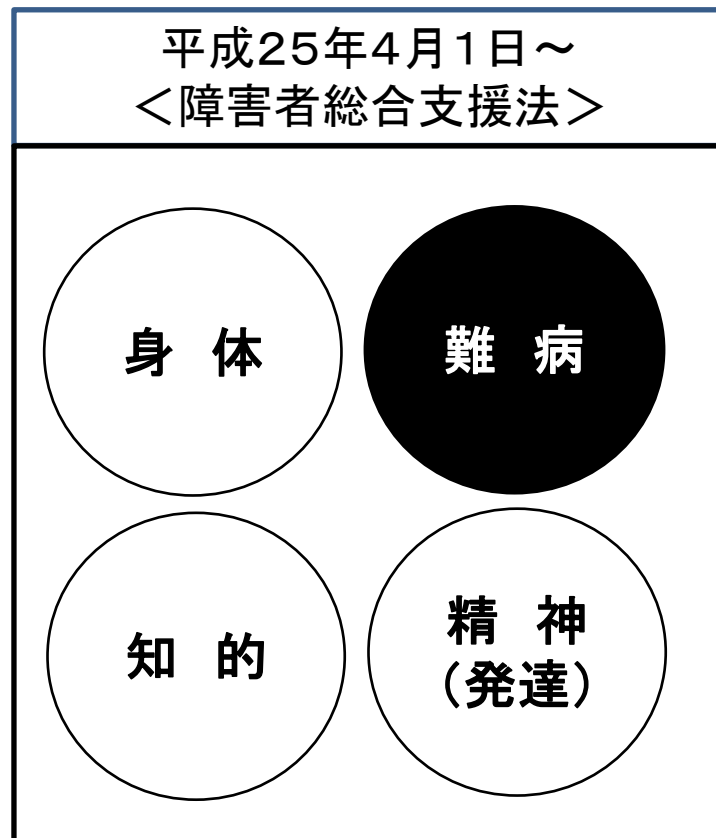 平成２５年４月１日～
＜障害者総合支援法＞
身 体
難 病
知 的
精 神
（発達）